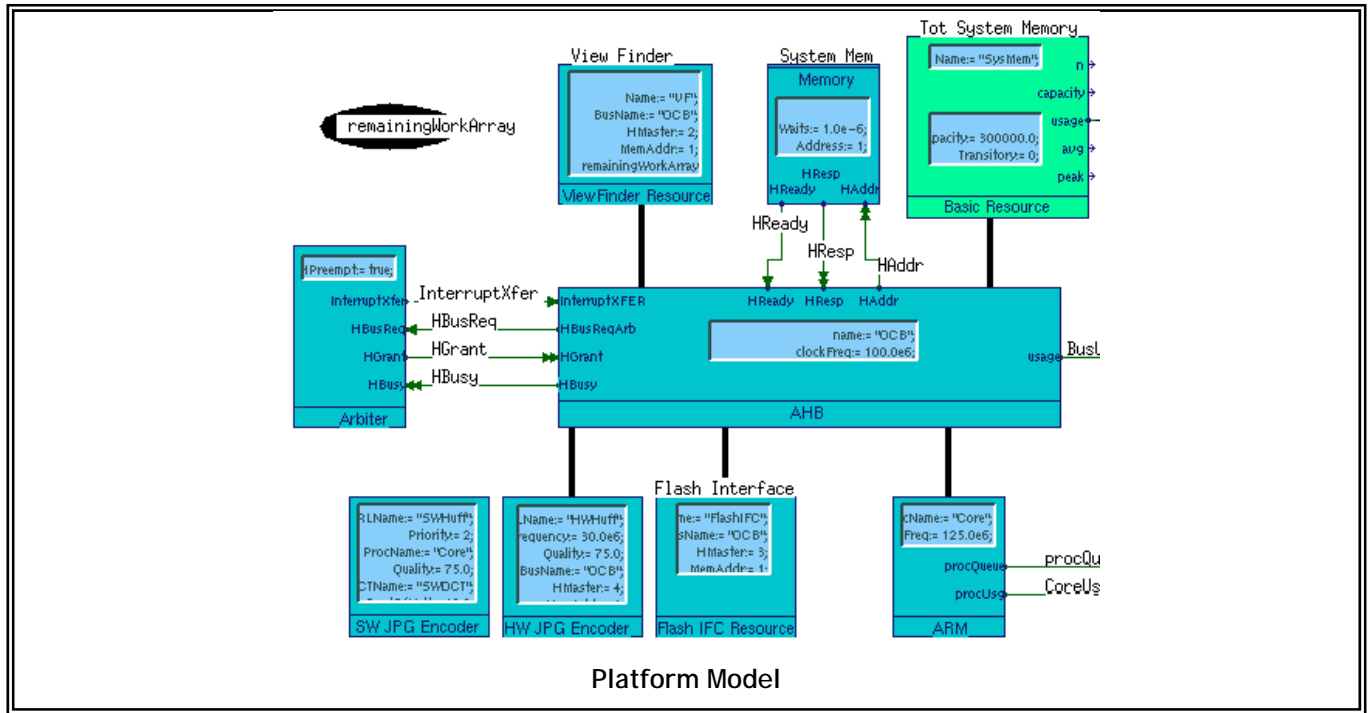 Tot System Memory
Name:= "SysMem";
n
capacity
usage
pacity:= 300000.0;
Transitory:= 0;
avg
peak
Basic Resource
View Finder
Name:= "VF";
BusName:= "OCB";
HMaster:= 2;
MemAddr:= 1;
remainingWorkArray
ViewFinder Resource
System Mem
Memory
Waits:= 1.0e-6;
Address:= 1;
HResp
HReady HAddr
remainingWorkArray
HReady
HResp
HAddr
HPreempt:= true;
InterruptXfer
HBusReq
HGrant
HBusy
Arbiter
InterruptXfer
HBusReq
HGrant
HBusy
InterruptXFER
HBusReqArb
HGrant
HBusy
HReady HResp HAddr
name:= "OCB";
clockFreq:= 100.0e6;
usage
BusU
AHB
RLName:= "SWHuff";
Priority:= 2;
ProcName:= "Core";
Quality:= 75.0;
CTName:= "SWDCT";
SW JPG Encoder
LName:= "HWHuff";
requency:= 30.0e6;
Quality:= 75.0;
BusName:= "OCB";
HMaster:= 4;
HW JPG Encoder
Flash Interface
me:= "FlashIFC";
sName:= "OCB";
HMaster:= 3;
MemAddr:= 1;
Flash IFC Resource
cName:= "Core";
Freq:= 125.0e6;
procQueue
procUsg
ARM
procQu
CoreUs
Platform Model